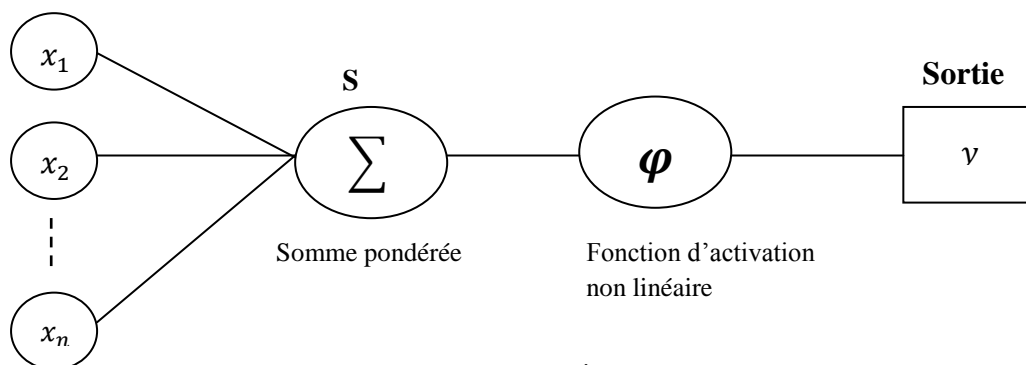 x₁
S
Sortie
x₂
∑
φ
y
Somme pondérée
Fonction d’activation
non linéaire
xₙ